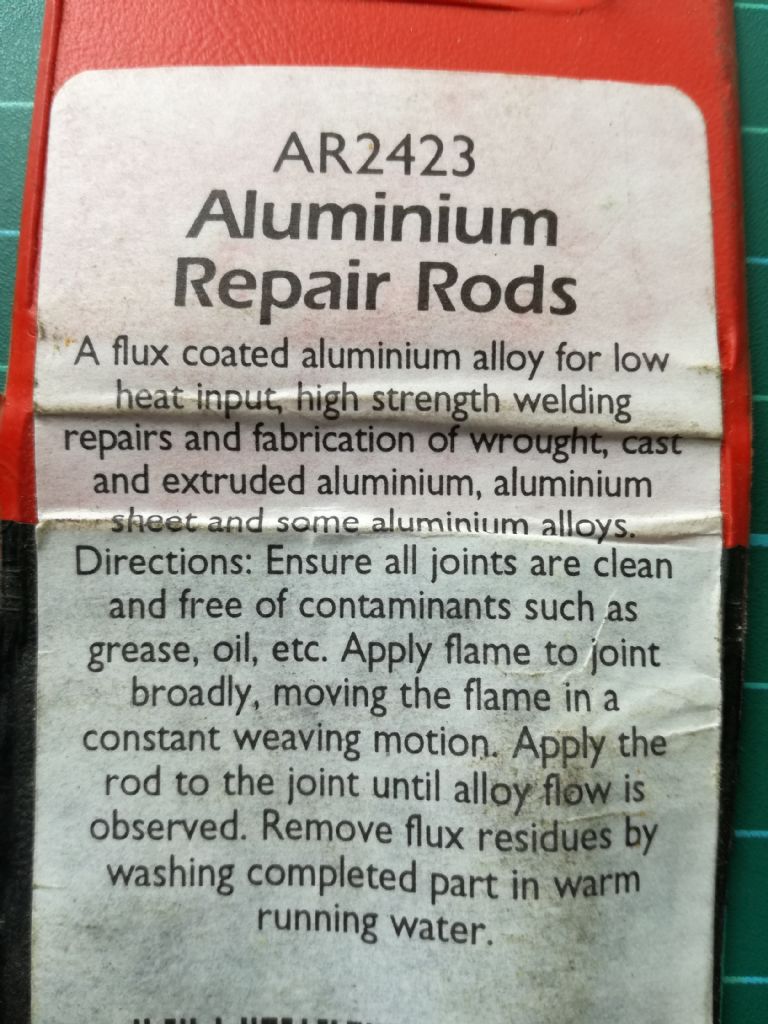 AR2423
Aluminium
Repair Rods
A flux coated aluminium alloy for low
heat input, high strength welding
repairs and fabrication of wrought, cast
and extruded aluminium, aluminium
sheet and some aluminium alloys.
Directions: Ensure all joints are clean
and free of contaminants such as
grease, oil, etc. Apply flame to joint
broadly, moving the flame in a
constant weaving motion. Apply the
rod to the joint until alloy flow is
observed. Remove flux residues by
washing completed part in warm
running water.